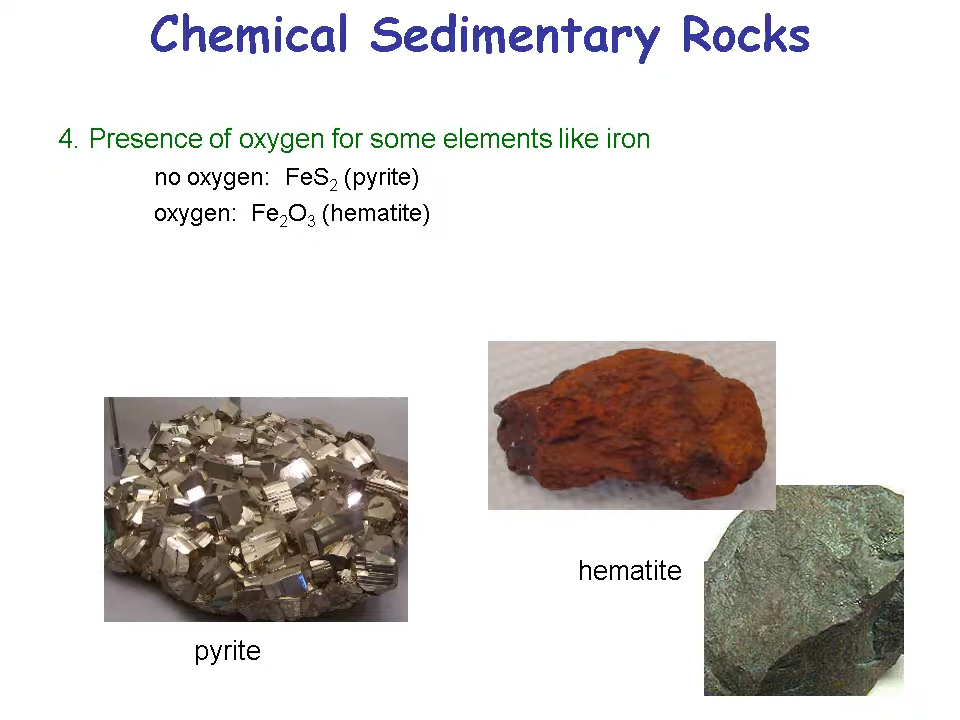 Chemical Sedimentary Rocks
4. Presence of oxygen for some elements like iron
no oxygen: FeS₂ (pyrite)
oxygen: Fe₂O₃ (hematite)
hematite
pyrite